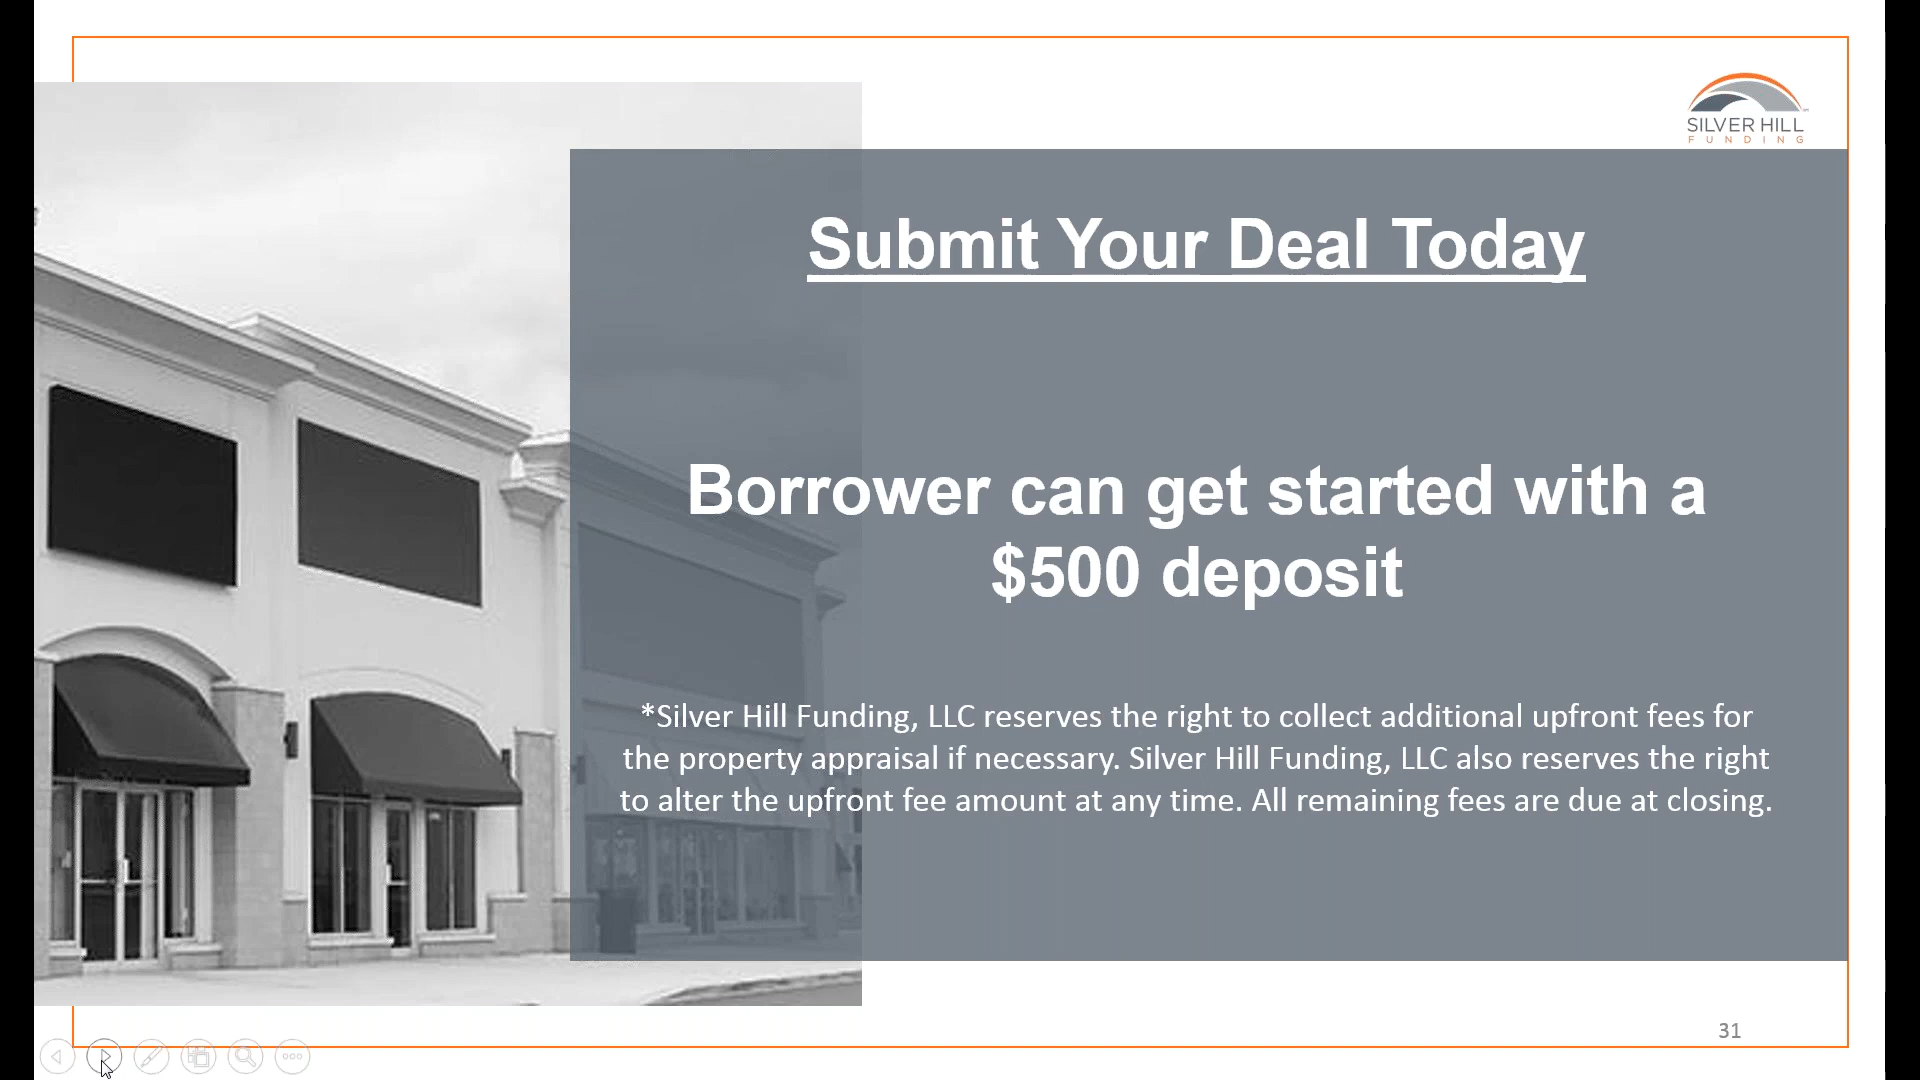 SILVER HILL
FUNDING
Submit Your Deal Today
Borrower can get started with a
$500 deposit
*Silver Hill Funding, LLC reserves the right to collect additional upfront fees for
the property appraisal if necessary. Silver Hill Funding, LLC also reserves the right
to alter the upfront fee amount at any time. All remaining fees are due at closing.
31